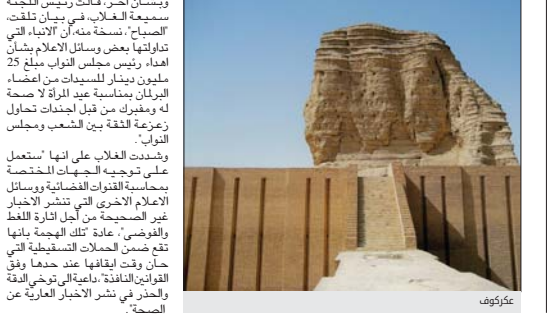 وبشأن آخر، قالت رئيس اللجنة
سميعة الغلاب، في بيان تلقت،
"الصباح"، نسخة منه، أن "الانباء التي
تداولتها بعض وسائل الاعلام بشأن
اهداء رئيس مجلس النواب مبلغ 25
مليون دينار للسيدات من اعضاء
البرلمان بمناسبة عيد المرأة لا صحة
له ومفبرك من قبل اجندات تحاول
زعزعة الثقة بين الشعب ومجلس
النواب".
وشددت الغلاب على انها "ستعمل
على توجيه الجهات المختصة
بمحاسبة القنوات الفضائية ووسائل
الاعلام الاخرى التي تنشر الاخبار
غير الصحيحة من أجل اثارة اللغط
والفوضى"، عادة "تلك الهجمة بانها
تقع ضمن الحملات التسقيطية التي
حان وقت ايقافها عند حدها وفق
القوانين النافذة"، داعية الى توخي الدقة
والحذر في نشر الاخبار العارية عن
الصحة".
عكركوف